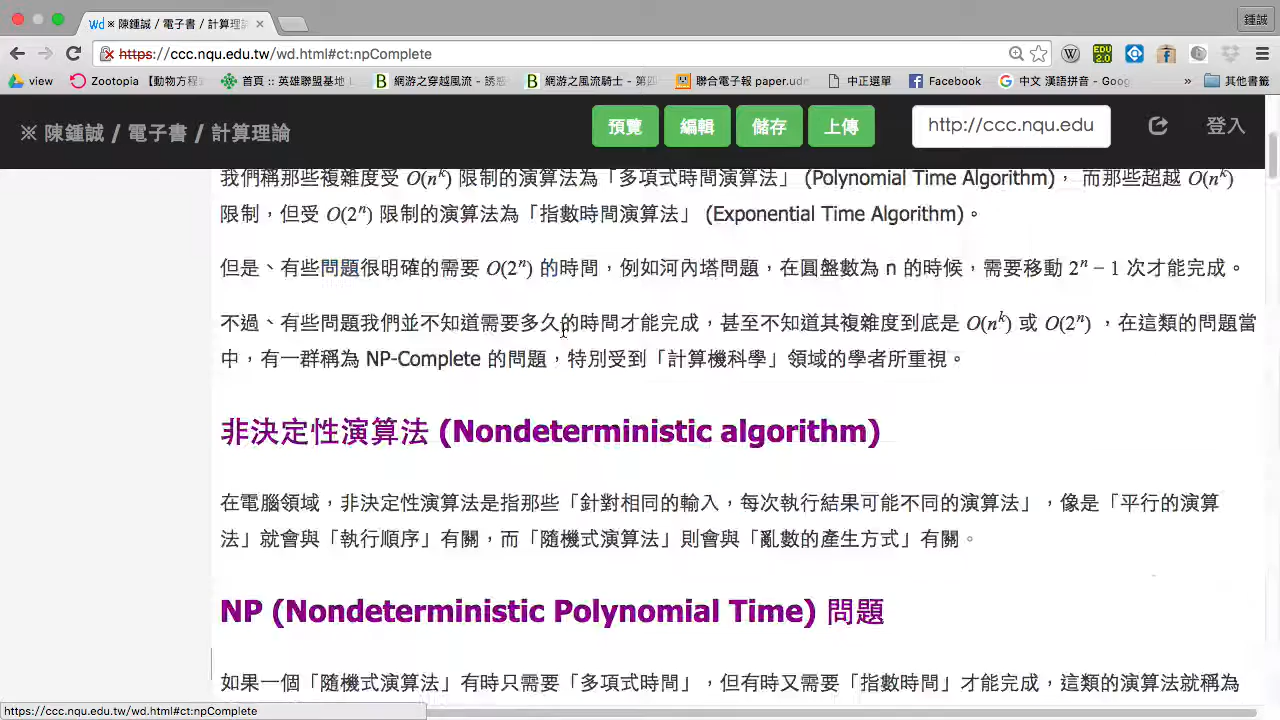 ※ 陳鍾誠 / 電子書 / 計算理論
鍾誠
https://ccc.nqu.edu.tw/wd.html#ct:npComplete
view Zootopia 【動物方程 首頁 :: 英雄聯盟基地 網游之穿越風流 - 誘惑 網游之風流騎士 - 第四 聯合電子報 paper.udn 中正選單 Facebook 中文 漢語拼音 - Goog » 其他書籤
※ 陳鍾誠 / 電子書 / 計算理論 預覽 編輯 儲存 上傳 http://ccc.nqu.edu 登入
我們稱那些複雜度受 O(n^k) 限制的演算法為「多項式時間演算法」 (Polynomial Time Algorithm)， 而那些超越 O(n^k)
限制，但受 O(2^n) 限制的演算法為「指數時間演算法」 (Exponential Time Algorithm)。
但是、有些問題很明確的需要 O(2^n) 的時間，例如河內塔問題，在圓盤數為 n 的時候，需要移動 2^n − 1 次才能完成。
不過、有些問題我們並不知道需要多久的時間才能完成，甚至不知道其複雜度到底是 O(n^k) 或 O(2^n) ，在這類的問題當
中，有一群稱為 NP-Complete 的問題，特別受到「計算機科學」領域的學者所重視。
非決定性演算法 (Nondeterministic algorithm)
在電腦領域，非決定性演算法是指那些「針對相同的輸入，每次執行結果可能不同的演算法」，像是「平行的演算
法」就會與「執行順序」有關，而「隨機式演算法」則會與「亂數的產生方式」有關。
NP (Nondeterministic Polynomial Time) 問題
如果一個「隨機式演算法」有時只需要「多項式時間」，但有時又需要「指數時間」才能完成，這類的演算法就稱為
https://ccc.nqu.edu.tw/wd.html#ct:npComplete